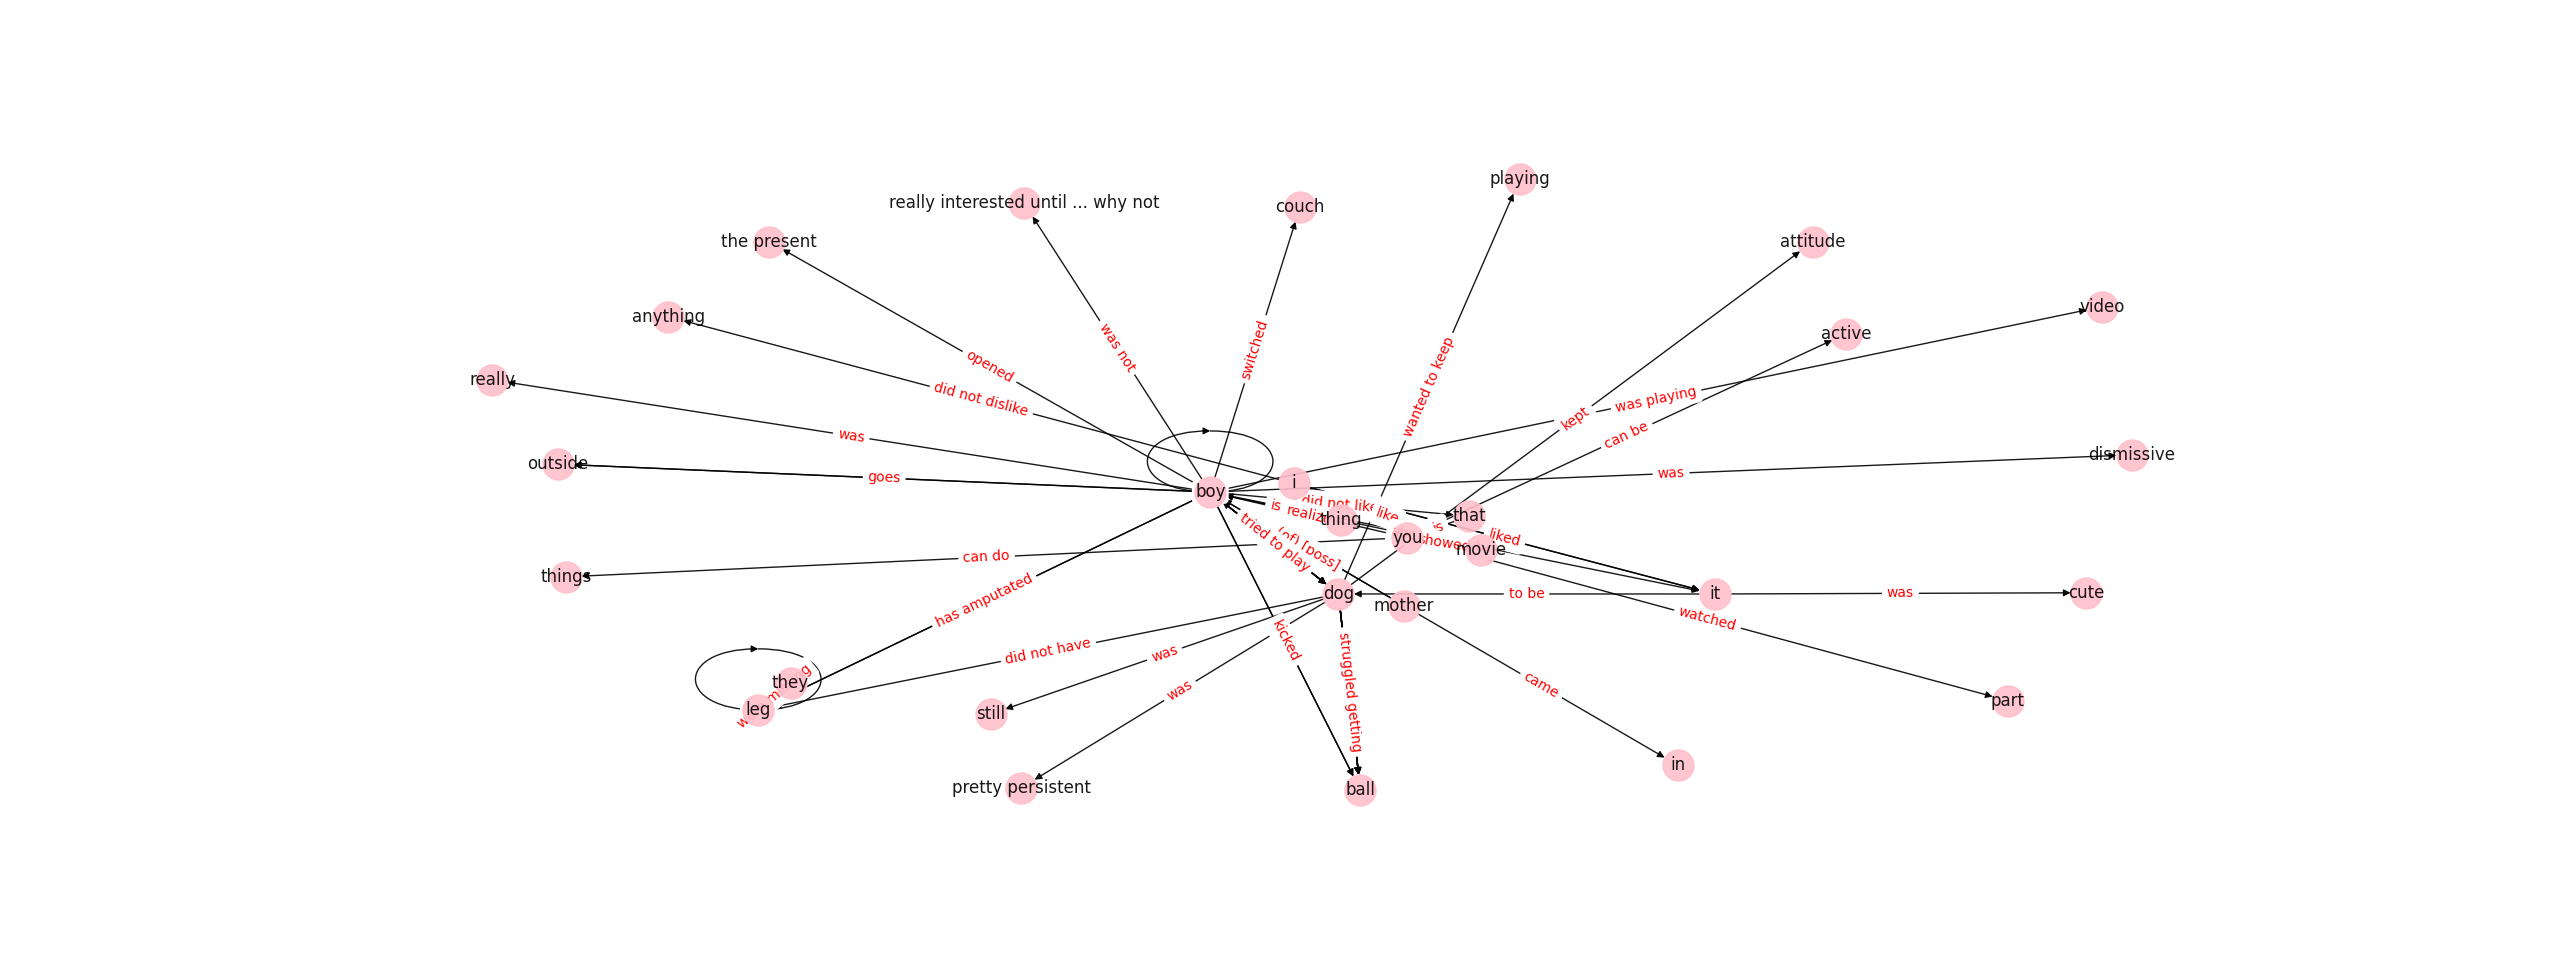 playing
really interested until ... why not
couch
the present
attitude
video
anything
active
opened
was not
switched
wanted to keep
really
did not dislike
was playing
kept
can be
was
outside
goes
boy
i
was
dismissive
did not like
like
is
thing
that
is
liked
you
movie
tried to play
(of) [poss]
can do
things
has amputated
dog
mother
to be
it
was
cute
watched
kicked
did not have
was
struggled getting
they
leg
was
came
still
part
pretty persistent
ball
in